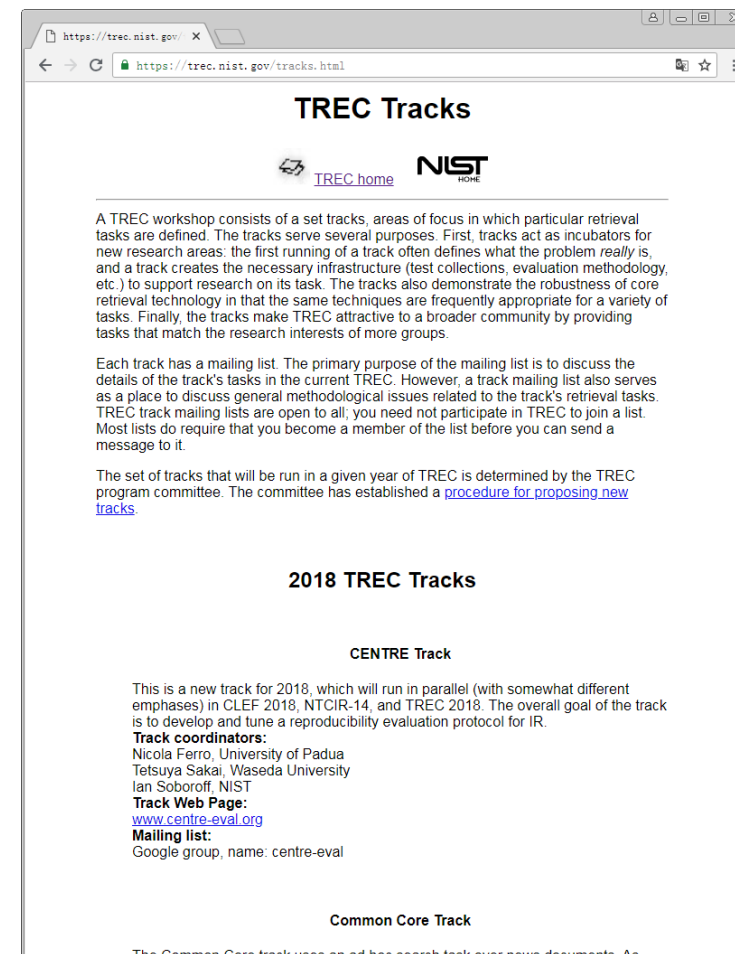 https://trec.nist.gov/
https://trec.nist.gov/tracks.html
TREC Tracks
TREC home NIST
HOME
A TREC workshop consists of a set tracks, areas of focus in which particular retrieval
tasks are defined. The tracks serve several purposes. First, tracks act as incubators for
new research areas: the first running of a track often defines what the problem really is,
and a track creates the necessary infrastructure (test collections, evaluation methodology,
etc.) to support research on its task. The tracks also demonstrate the robustness of core
retrieval technology in that the same techniques are frequently appropriate for a variety of
tasks. Finally, the tracks make TREC attractive to a broader community by providing
tasks that match the research interests of more groups.
Each track has a mailing list. The primary purpose of the mailing list is to discuss the
details of the track's tasks in the current TREC. However, a track mailing list also serves
as a place to discuss general methodological issues related to the track's retrieval tasks.
TREC track mailing lists are open to all; you need not participate in TREC to join a list.
Most lists do require that you become a member of the list before you can send a
message to it.
The set of tracks that will be run in a given year of TREC is determined by the TREC
program committee. The committee has established a procedure for proposing new
tracks.
2018 TREC Tracks
CENTRE Track
This is a new track for 2018, which will run in parallel (with somewhat different
emphases) in CLEF 2018, NTCIR-14, and TREC 2018. The overall goal of the track
is to develop and tune a reproducibility evaluation protocol for IR.
Track coordinators:
Nicola Ferro, University of Padua
Tetsuya Sakai, Waseda University
Ian Soboroff, NIST
Track Web Page:
www.centre-eval.org
Mailing list:
Google group, name: centre-eval
Common Core Track
The Common Core track uses an ad hoc search task over news documents. As